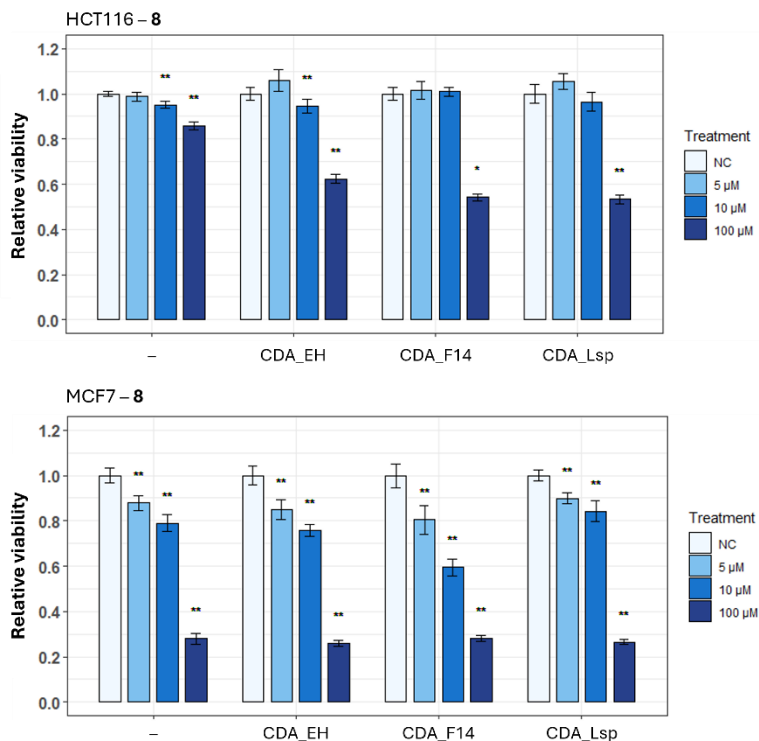 HCT116 – 8
Relative viability
1.2
1.0
0.8
0.6
0.4
0.2
0.0
** **
** **
*
**
– CDA_EH CDA_F14 CDA_Lsp
Treatment
NC
5 µM
10 µM
100 µM
MCF7 – 8
Relative viability
1.2
1.0
0.8
0.6
0.4
0.2
0.0
** ** **
** ** **
** ** **
** ** **
– CDA_EH CDA_F14 CDA_Lsp
Treatment
NC
5 µM
10 µM
100 µM